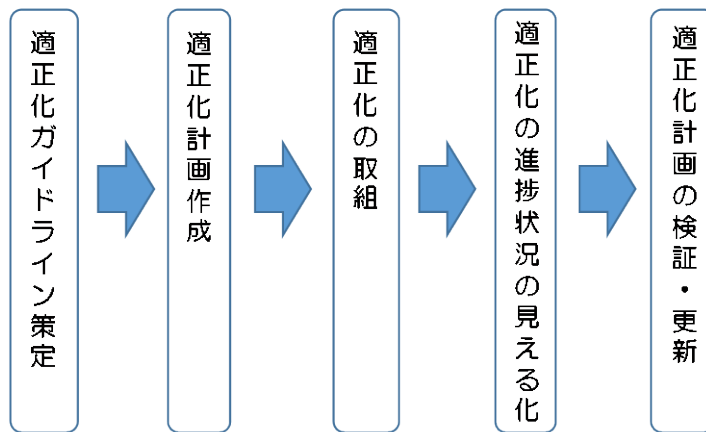 適正化ガイドライン策定
適正化計画作成
適正化の取組
適正化の進捗状況の見える化
適正化計画の検証・更新